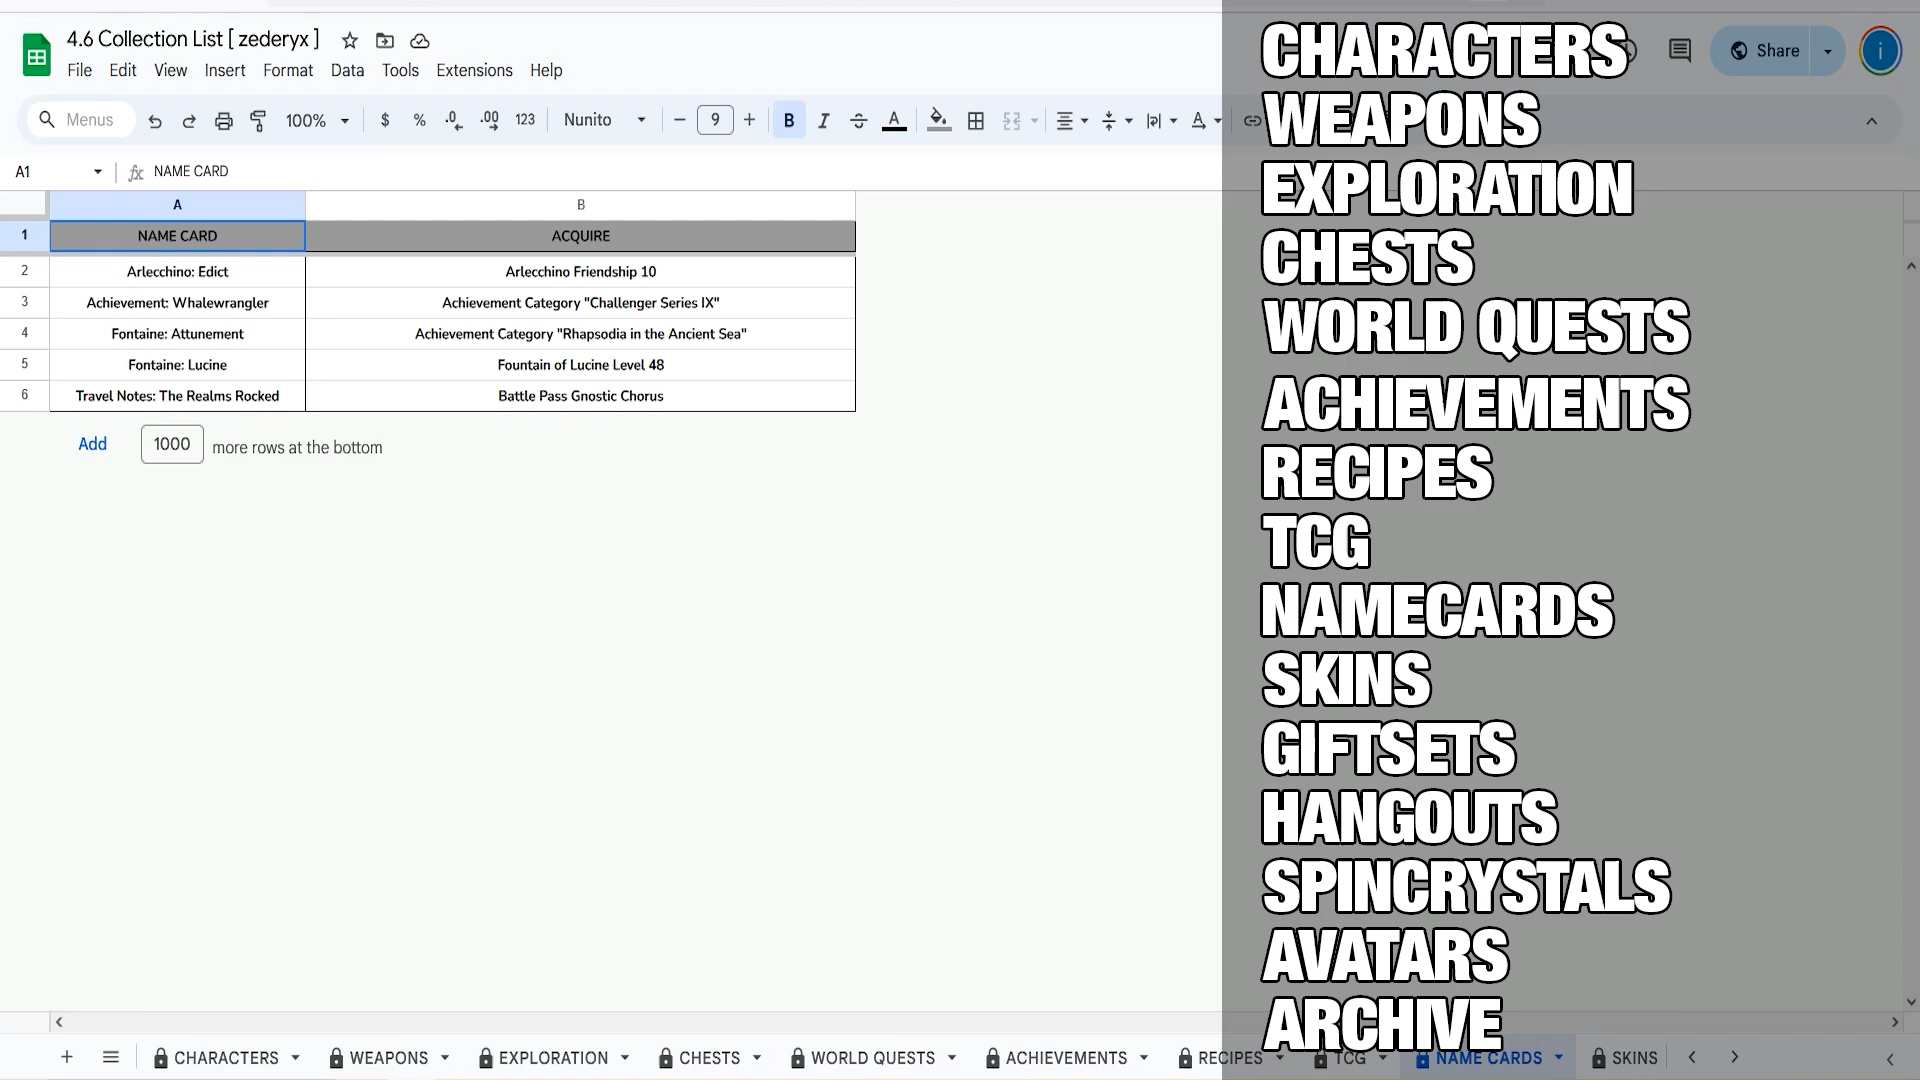 4.6 Collection List [ zederyx ]
File Edit View Insert Format Data Tools Extensions Help
Share
i
Menus
100%
$ % .0 .00 123
Nunito
9
B I A
A1
fx NAME CARD
A B
1 NAME CARD ACQUIRE
2 Arlecchino: Edict Arlecchino Friendship 10
3 Achievement: Whalewrangler Achievement Category "Challenger Series IX"
4 Fontaine: Attunement Achievement Category "Rhapsodia in the Ancient Sea"
5 Fontaine: Lucine Fountain of Lucine Level 48
6 Travel Notes: The Realms Rocked Battle Pass Gnostic Chorus
Add 1000 more rows at the bottom
CHARACTERS
WEAPONS
EXPLORATION
CHESTS
WORLD QUESTS
ACHIEVEMENTS
RECIPES
TCG
NAMECARDS
SKINS
GIFTSETS
HANGOUTS
SPINCRYSTALS
AVATARS
ARCHIVE
CHARACTERS WEAPONS EXPLORATION CHESTS WORLD QUESTS ACHIEVEMENTS RECIPES TCG NAME CARDS SKINS